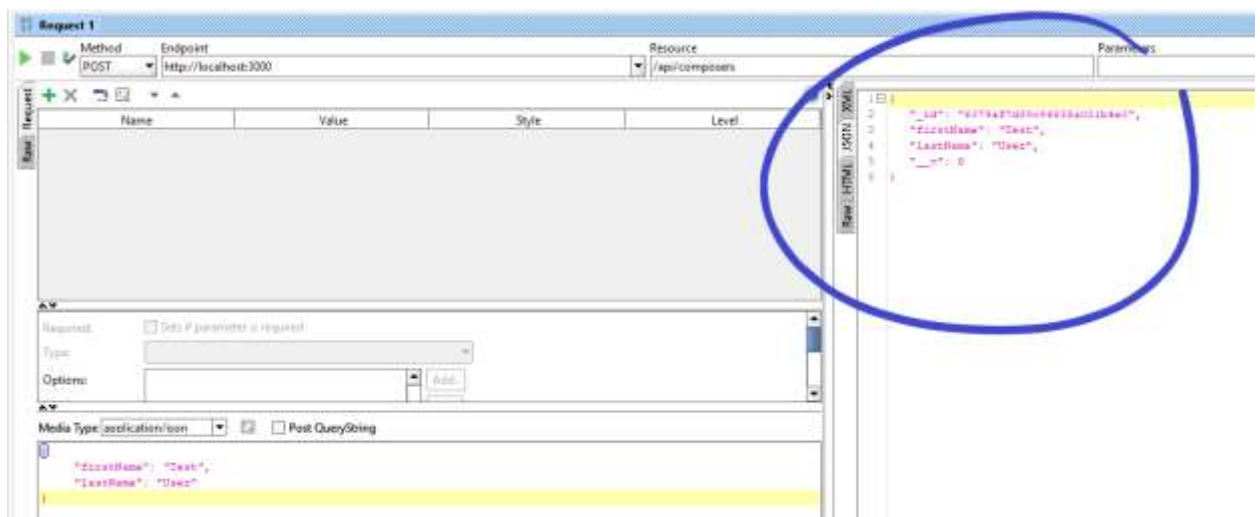 Request 1
Method Endpoint Resource Parameters
POST http://localhost:3000 /api/composers
Request
Raw
Name Value Style Level
Required: Sets if parameter is required
Type:
Options: Add..
Media Type application/json Post QueryString
{
"firstName": "Test",
"lastName": "User"
}
XML
JSON
HTML
Raw
1 {
2 "_id":
3 "firstName": "Test",
4 "lastName": "User",
5 "__v": 0
6 }